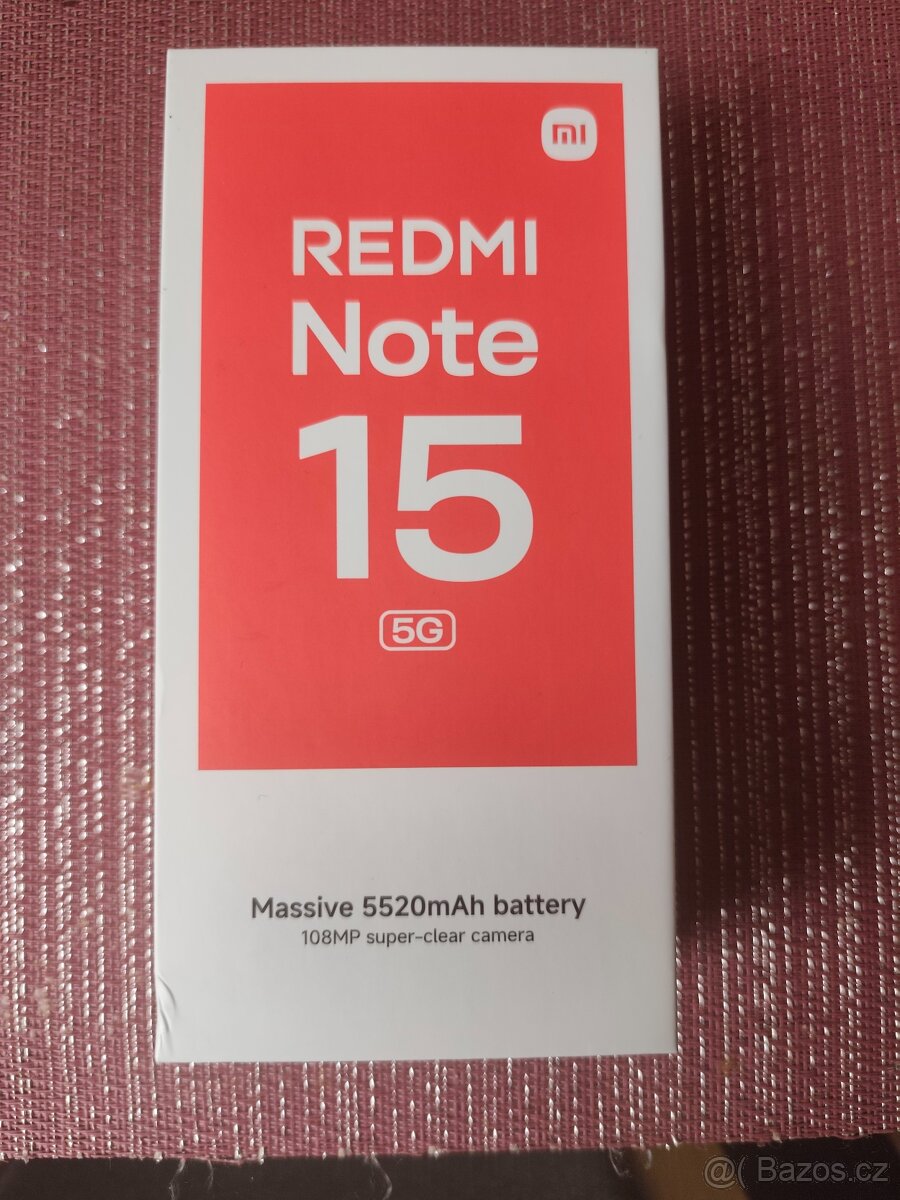 mi
REDMI
Note
15
5G
Massive 5520mAh battery
108MP super-clear camera
@( Bazos.cz